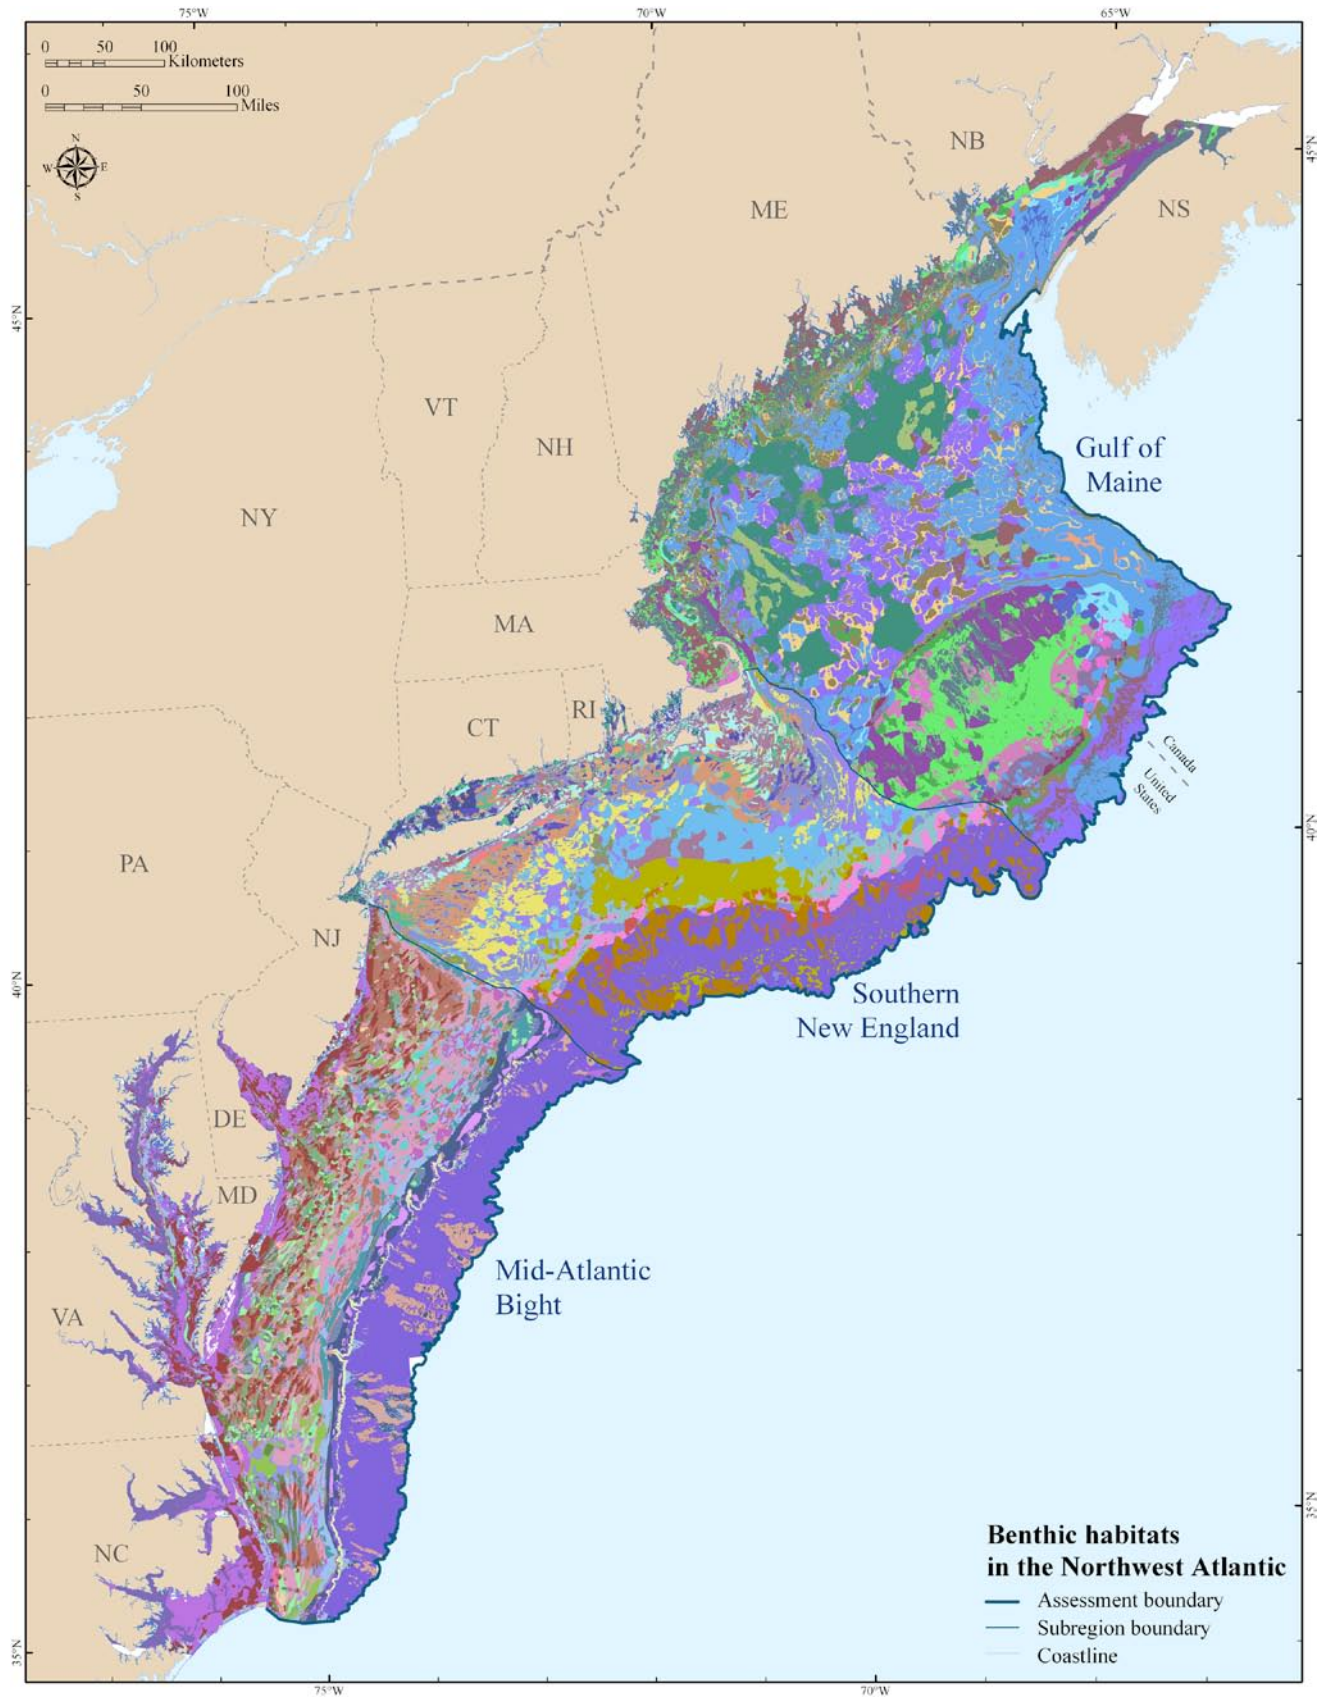 75°W 70°W 65°W
0 50 100
Kilometers
0 50 100
Miles
N
W E
S
NB
45°N
ME
NS
45°N
VT
NH
Gulf of
Maine
NY
MA
RI
CT
Canada
United
States
40°N
PA
NJ
40°N
Southern
New England
DE
MD
Mid-Atlantic
Bight
VA
35°N
NC
Benthic habitats
in the Northwest Atlantic
Assessment boundary
Subregion boundary
Coastline
35°N
75°W 70°W